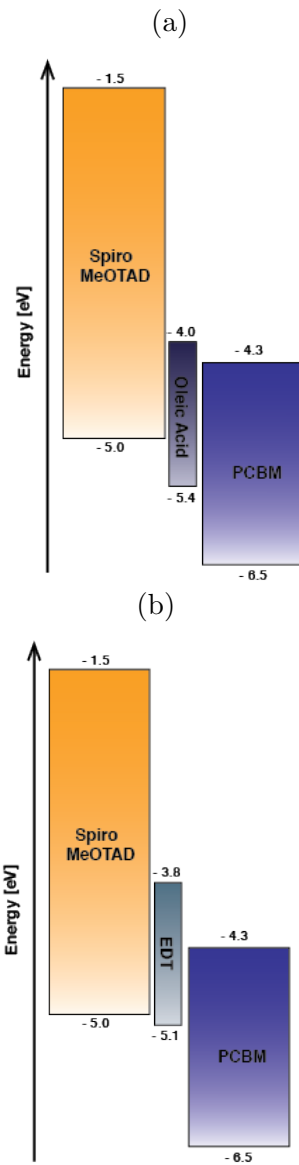 (a)
- 1.5
Energy [eV]
Spiro
MeOTAD
- 4.0
- 4.3
Oleic Acid
- 5.0
PCBM
- 5.4
- 6.5
(b)
- 1.5
Energy [eV]
Spiro
MeOTAD
- 3.8
- 4.3
EDT
- 5.0
- 5.1
PCBM
- 6.5